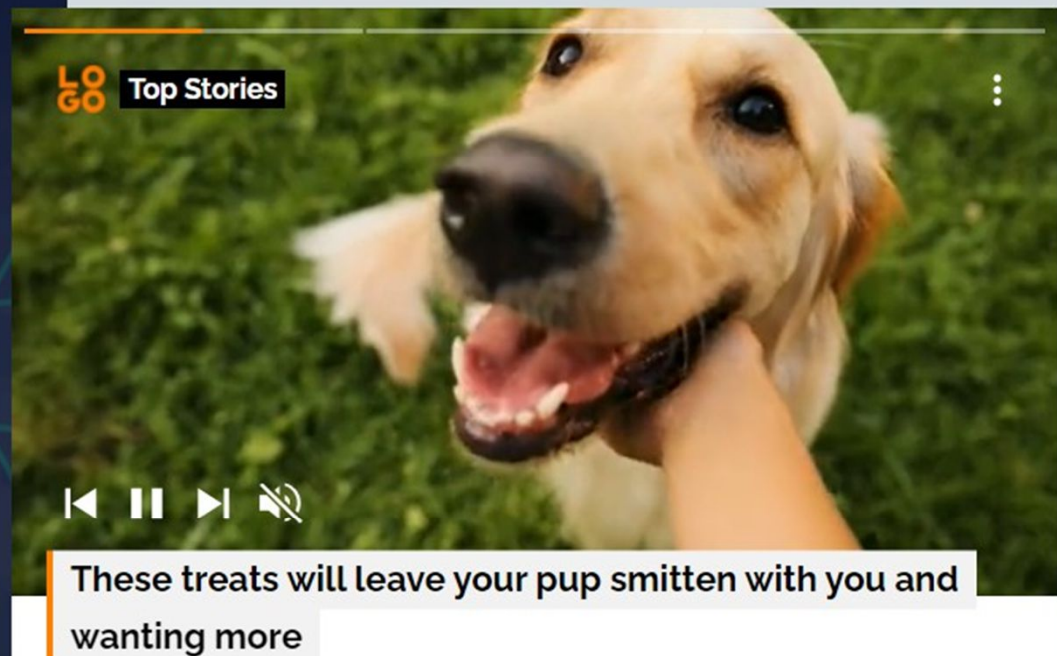 LO
GO
Top Stories
These treats will leave your pup smitten with you and
wanting more